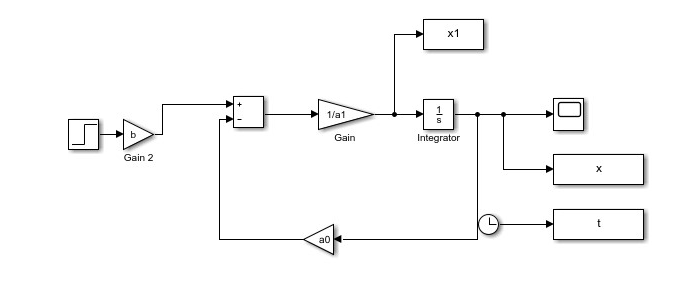 x1
+
−
b
1/a1
1
s
Gain 2
Gain
Integrator
x
t
a0